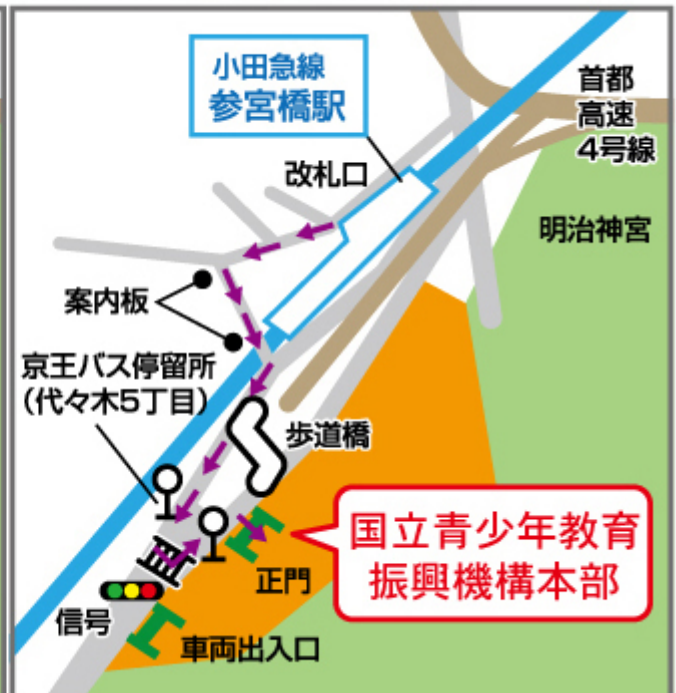 小田急線
参宮橋駅
首都
高速
4号線
改札口
明治神宮
案内板
京王バス停留所
（代々木5丁目）
歩道橋
国立青少年教育
振興機構本部
正門
信号
車両出入口